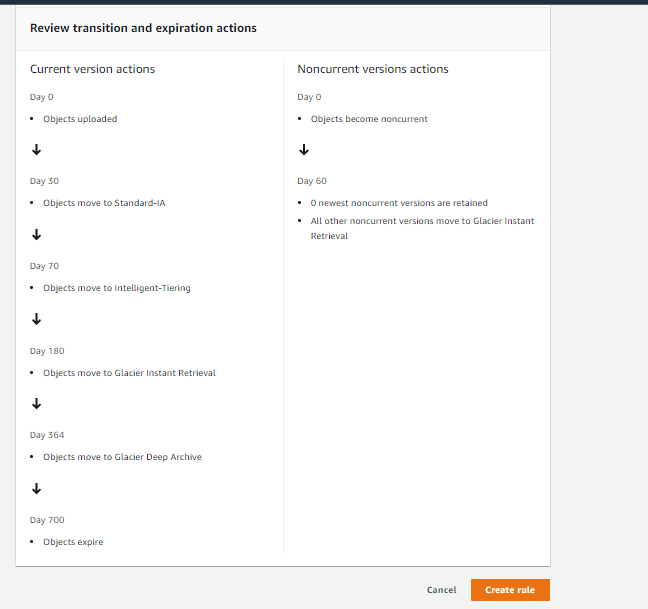 Review transition and expiration actions
Current version actions
Day 0
Objects uploaded
Day 30
Objects move to Standard-IA
Day 70
Objects move to Intelligent-Tiering
Day 180
Objects move to Glacier Instant Retrieval
Day 364
Objects move to Glacier Deep Archive
Day 700
Objects expire
Noncurrent versions actions
Day 0
Objects become noncurrent
Day 60
0 newest noncurrent versions are retained
All other noncurrent versions move to Glacier Instant
Retrieval
Cancel
Create rule